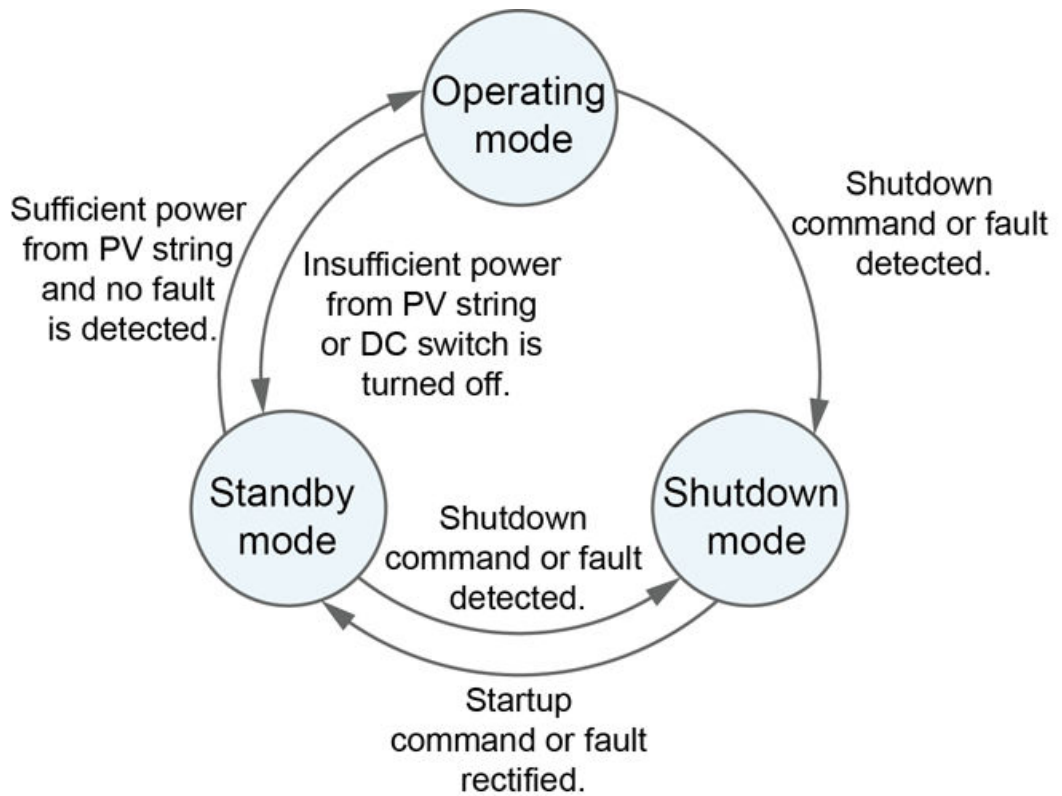 Operating
mode
Shutdown
command or fault
detected.
Sufficient power
from PV string
and no fault
is detected.
Insufficient power
from PV string
or DC switch is
turned off.
Standby
mode
Shutdown
command or fault
detected.
Shutdown
mode
Startup
command or fault
rectified.